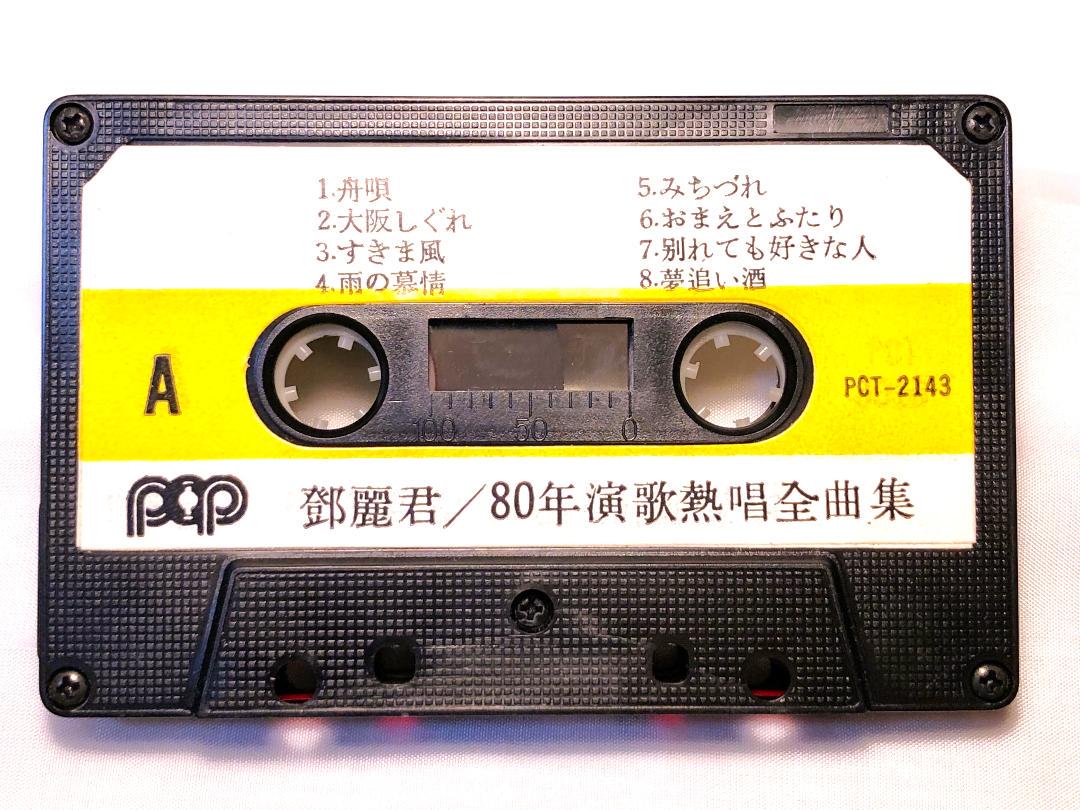 1.舟唄
2.大阪しぐれ
3.すきま風
4.雨の慕情
5.みちづれ
6.おまえとふたり
7.別れても好きな人
8.夢追い酒
A
100 50 0
PCT-2143
pop
鄧麗君／80年演歌熱唱全曲集